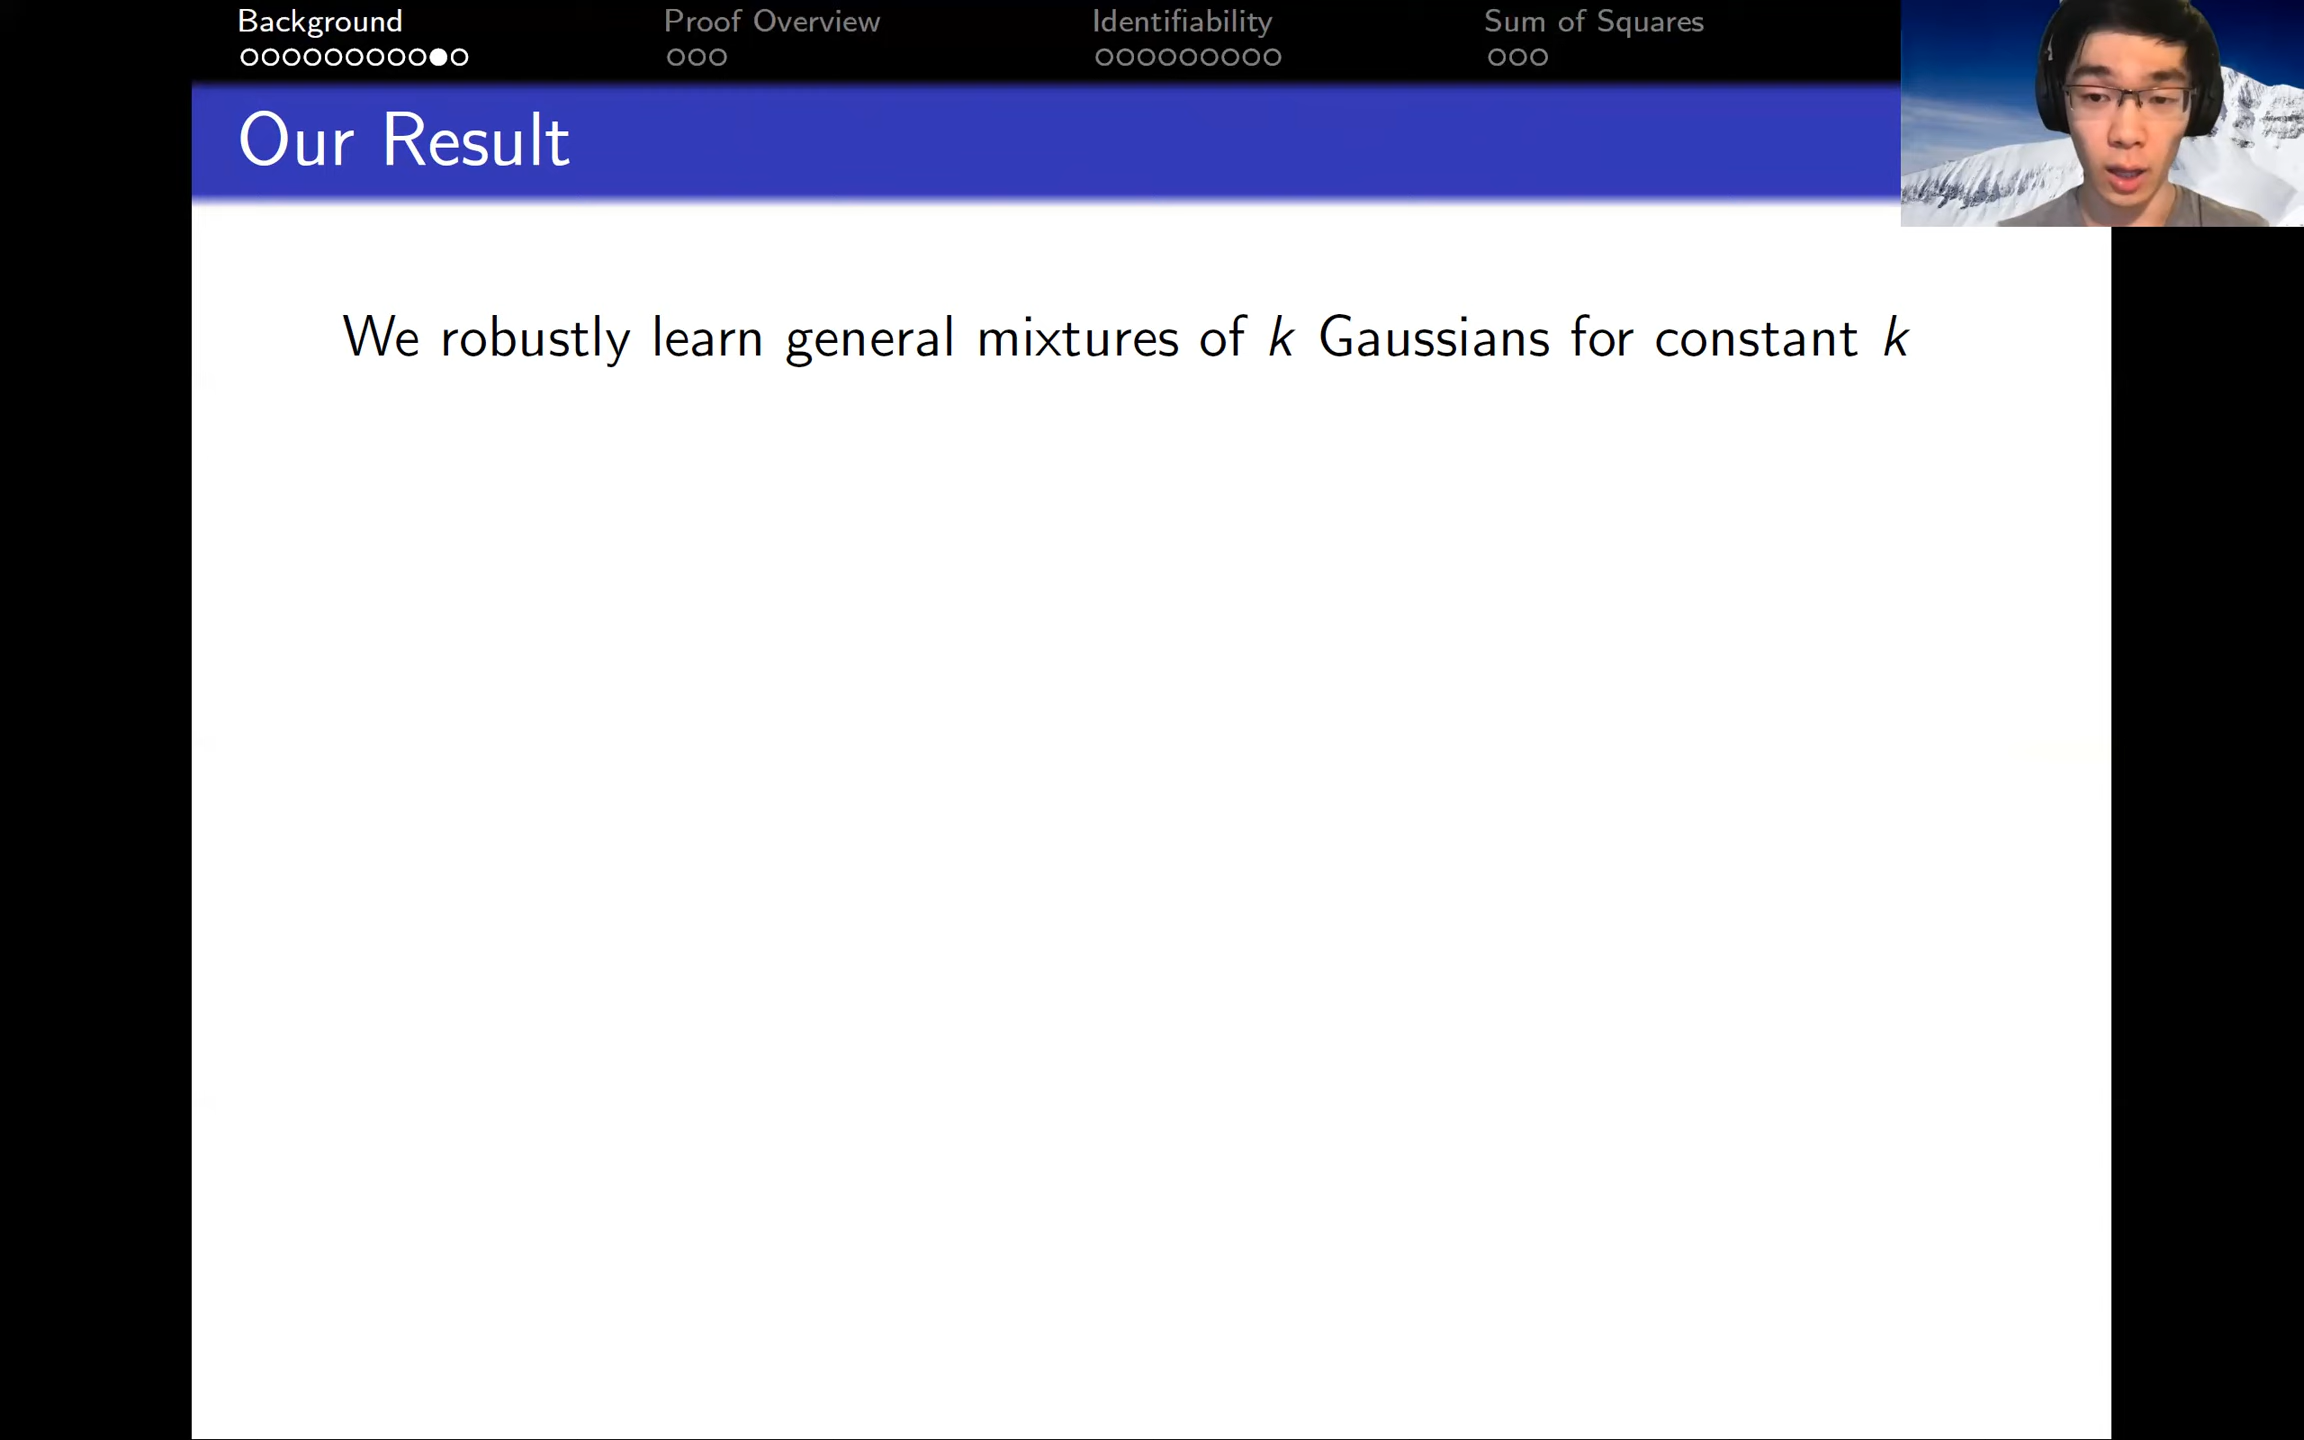 Background
Proof Overview
Identifiability
Sum of Squares
Our Result
We robustly learn general mixtures of k Gaussians for constant k